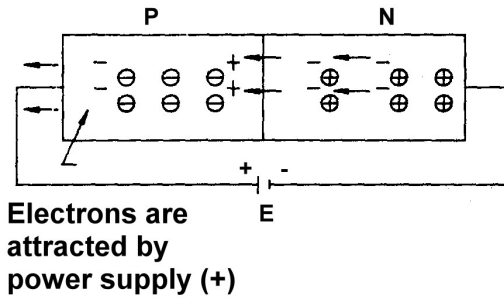 P
N
+ -
E
Electrons are
attracted by
power supply (+)